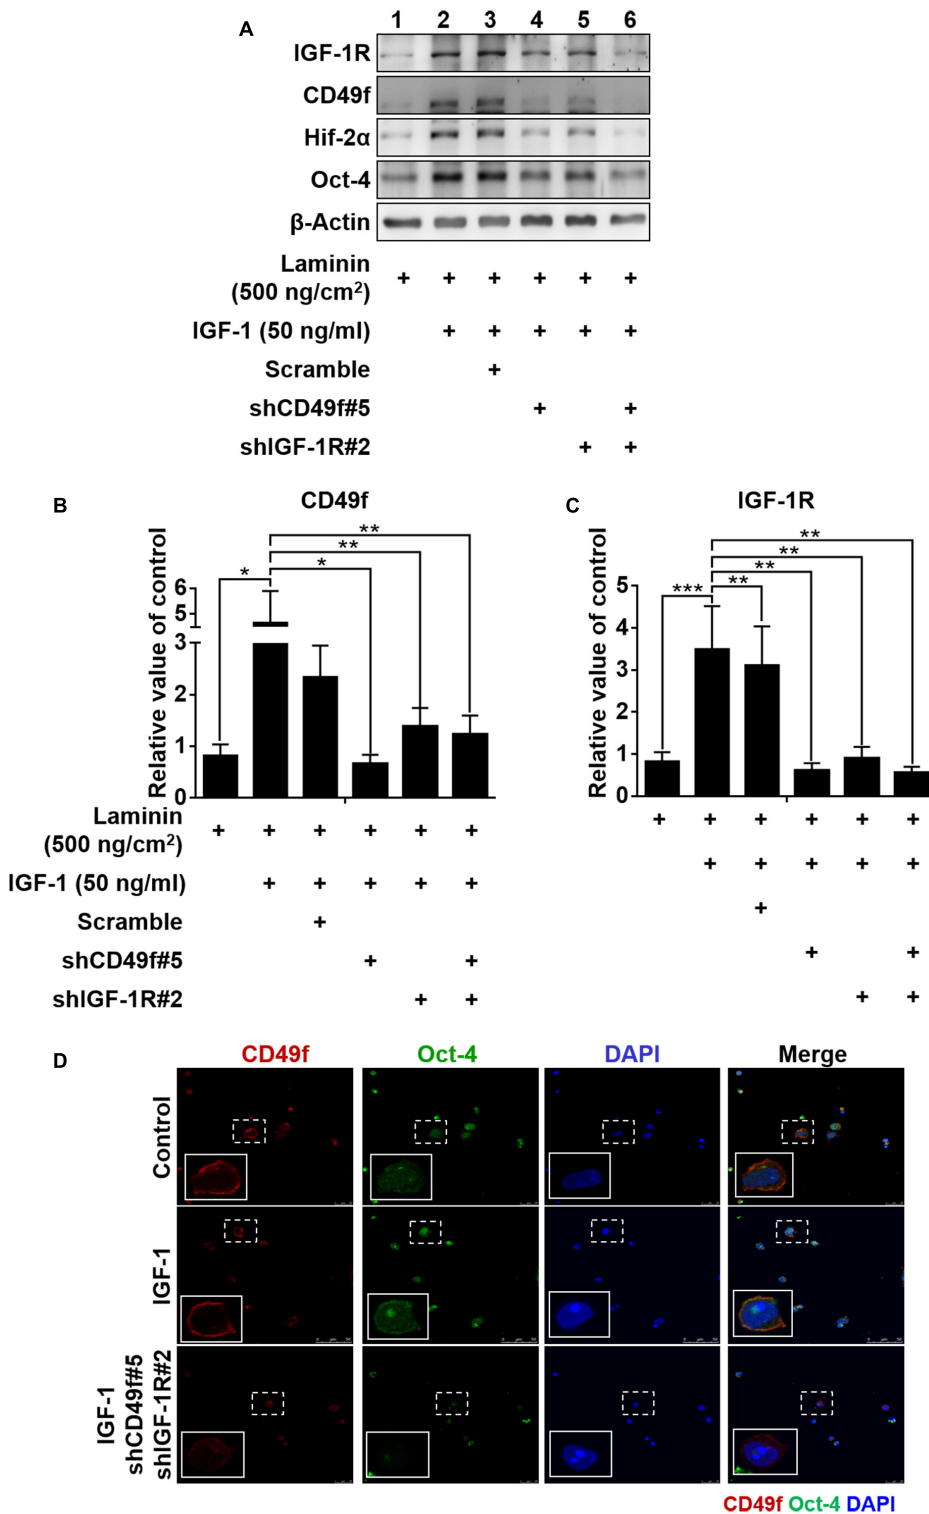 A
1 2 3 4 5 6
IGF-1R
CD49f
Hif-2α
Oct-4
β-Actin
Laminin
(500 ng/cm²) + + + + + +
IGF-1 (50 ng/ml) + + + + +
Scramble +
shCD49f#5 + +
shIGF-1R#2 + +
B
CD49f
Relative value of control
6
5
3
2
1
0
* ** ** *
Laminin
(500 ng/cm²) + + + + + +
IGF-1 (50 ng/ml) + + + + +
Scramble +
shCD49f#5 + +
shIGF-1R#2 + +
C
IGF-1R
Relative value of control
5
4
3
2
1
0
*** ** ** ** **
+ + + + + +
+ + + + +
+
+ +
+ +
D
CD49f Oct-4 DAPI Merge
Control
IGF-1
IGF-1
shCD49f#5
shIGF-1R#2
CD49f Oct-4 DAPI